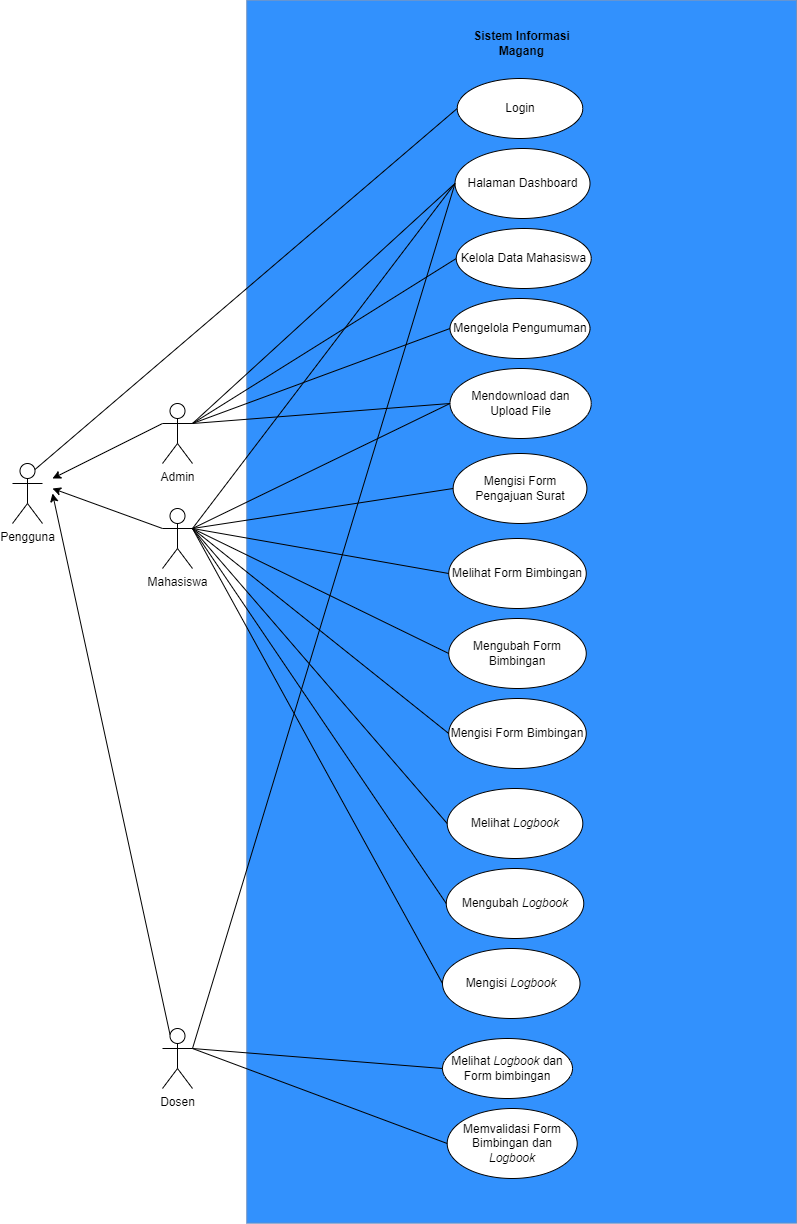 Sistem Informasi
Magang
Login
Halaman Dashboard
Kelola Data Mahasiswa
Mengelola Pengumuman
Mendownload dan
Upload File
Admin
Mengisi Form
Pengajuan Surat
Pengguna
Mahasiswa
Melihat Form Bimbingan
Mengubah Form
Bimbingan
Mengisi Form Bimbingan
Melihat Logbook
Mengubah Logbook
Mengisi Logbook
Melihat Logbook dan
Form bimbingan
Dosen
Memvalidasi Form
Bimbingan dan
Logbook